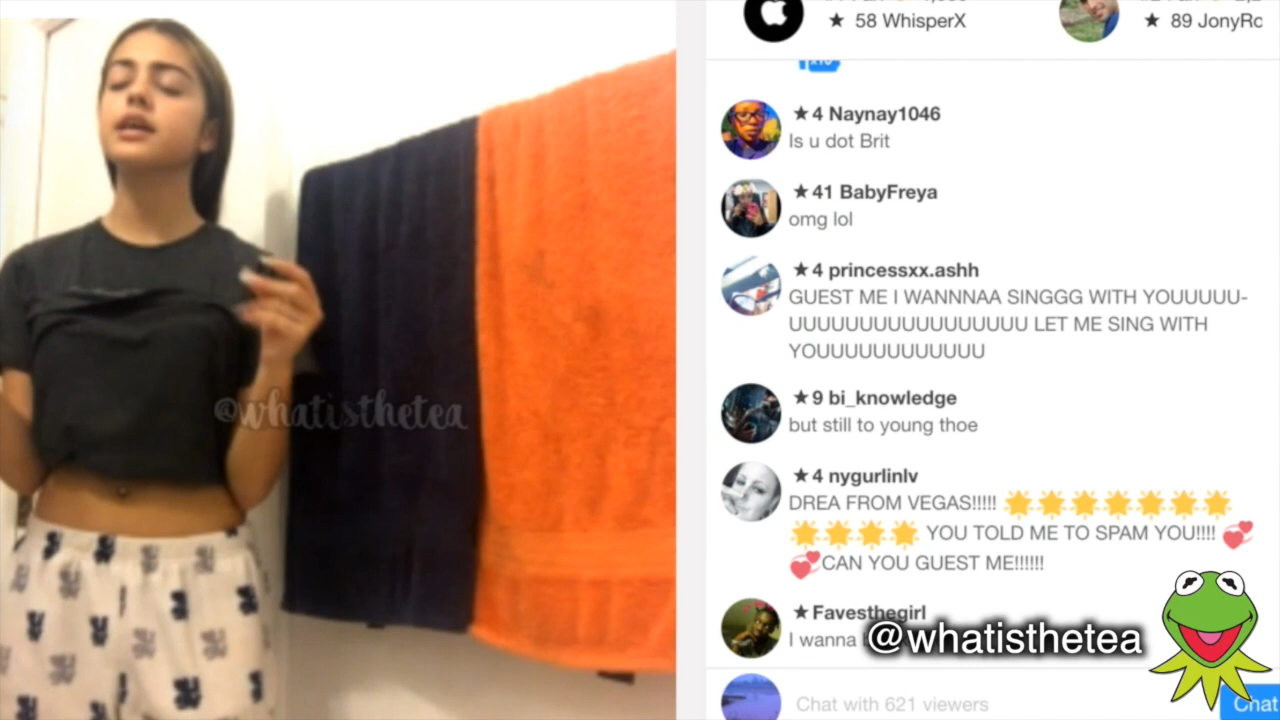 58 WhisperX
89 JonyRc
x10
4 Naynay1046
Is u dot Brit
41 BabyFreya
omg lol
4 princessxx.ashh
GUEST ME I WANNNAA SINGGG WITH YOUUUUU-
UUUUUUUUUUUUUUUUU LET ME SING WITH
YOUUUUUUUUUUUU
9 bi_knowledge
but still to young thoe
4 nygurlinlv
DREA FROM VEGAS!!!!! 🌟🌟🌟🌟🌟🌟🌟
🌟🌟🌟🌟 YOU TOLD ME TO SPAM YOU!!!! 💞
💞CAN YOU GUEST ME!!!!!!
Favesthegirl
I wanna
@whatisthetea
@whatisthetea
Chat with 621 viewers
Chat